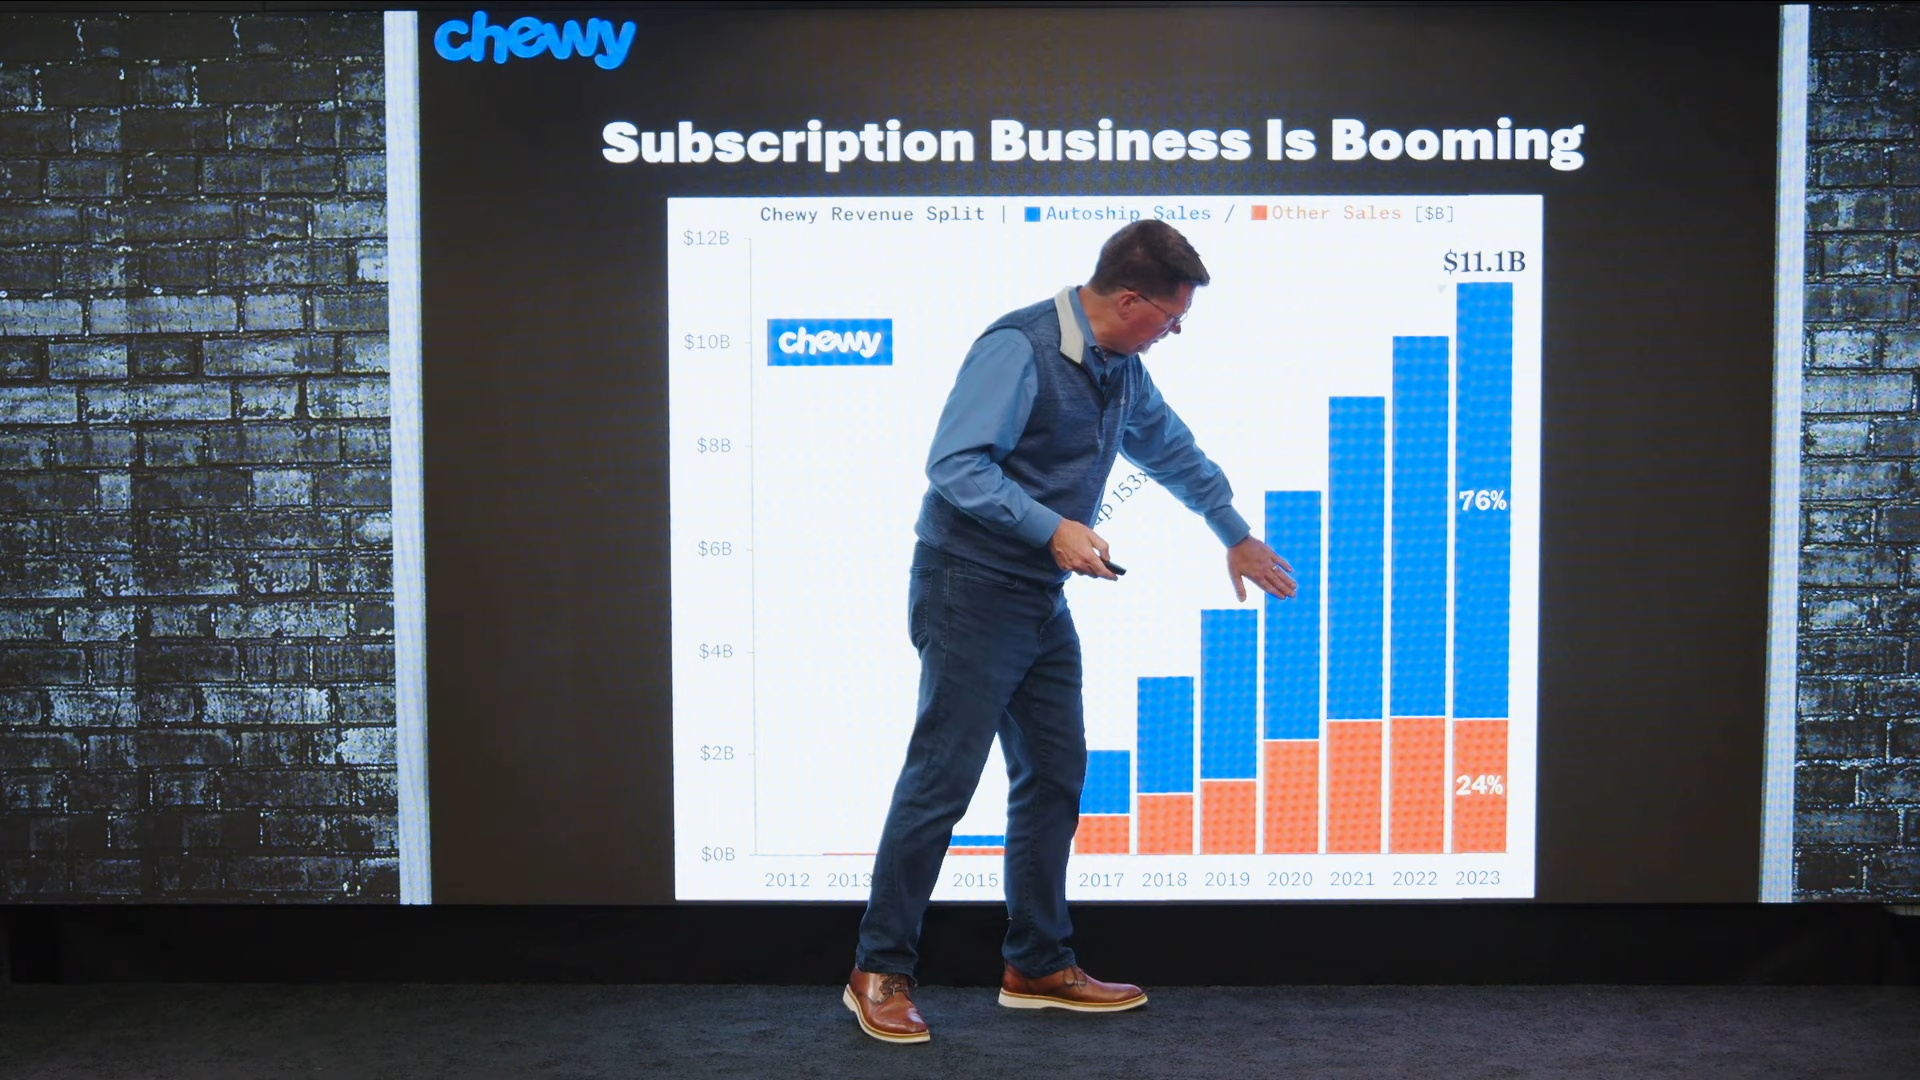 chewy
Subscription Business Is Booming
Chewy Revenue Split | Autoship Sales / Other Sales [$B]
$12B
$11.1B
$10B
chewy
$8B
153x
76%
$6B
$4B
$2B
24%
$0B
2012 2013 2015 2017 2018 2019 2020 2021 2022 2023